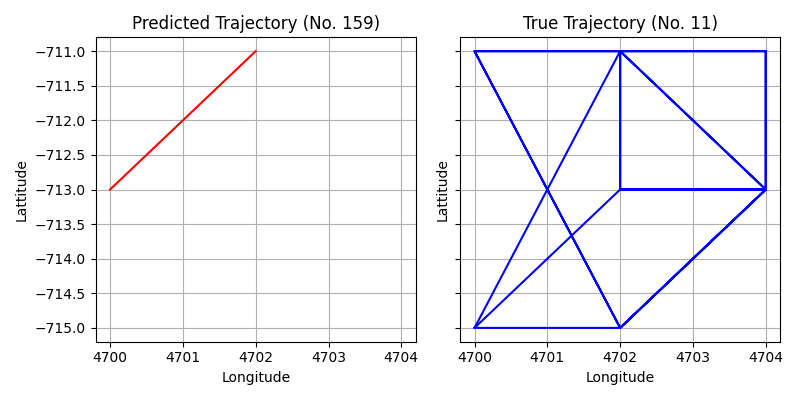 Predicted Trajectory (No. 159)
−711.0
−711.5
−712.0
−712.5
−713.0
−713.5
−714.0
−714.5
−715.0
Lattitude
4700 4701 4702 4703 4704
Longitude
True Trajectory (No. 11)
Lattitude
4700 4701 4702 4703 4704
Longitude